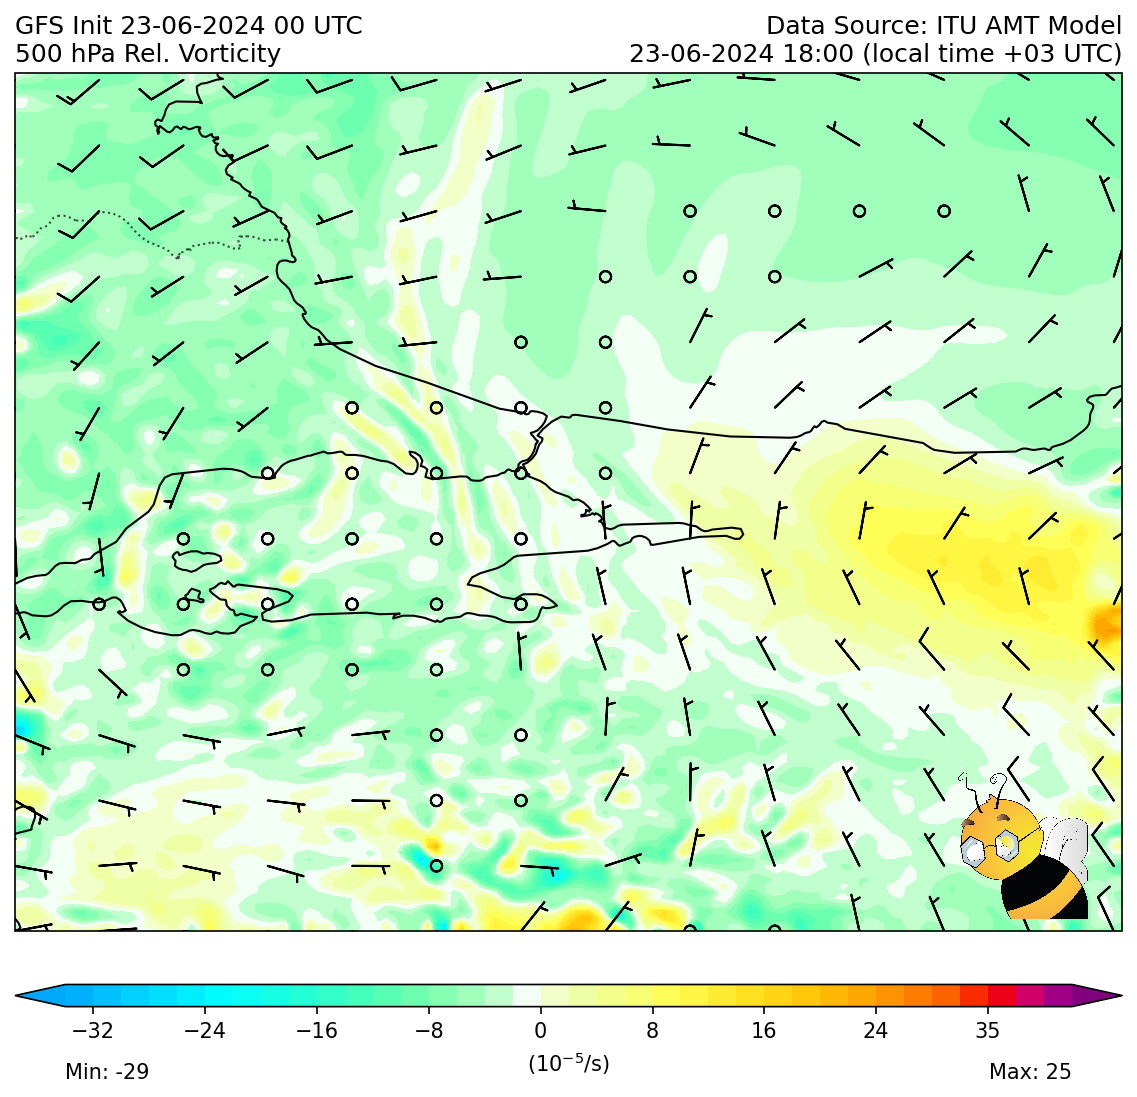 GFS Init 23-06-2024 00 UTC
Data Source: ITU AMT Model
500 hPa Rel. Vorticity
23-06-2024 18:00 (local time +03 UTC)
−32 −24 −16 −8 0 8 16 24 35
(10⁻⁵/s)
Min: -29
Max: 25